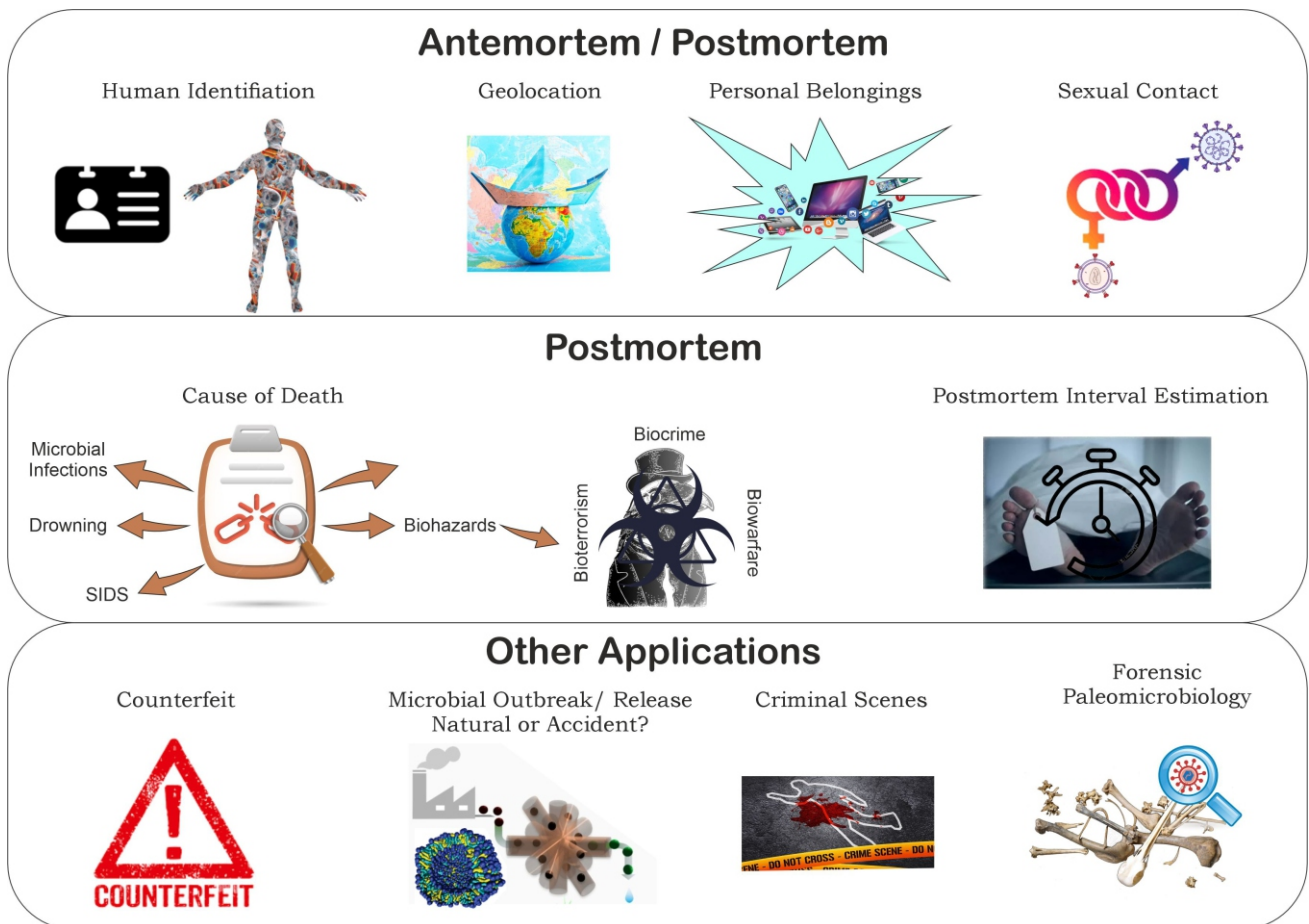 Antemortem / Postmortem
Human Identifiation
Geolocation
Personal Belongings
Sexual Contact
Postmortem
Cause of Death
Postmortem Interval Estimation
Microbial
Infections
Drowning
SIDS
Biohazards
Biocrime
Bioterrorism
Biowarfare
Other Applications
Counterfeit
Microbial Outbreak/ Release
Natural or Accident?
Criminal Scenes
Forensic
Paleomicrobiology
COUNTERFEIT
ENE - DO NOT CROSS - CRIME SCENE - DO N